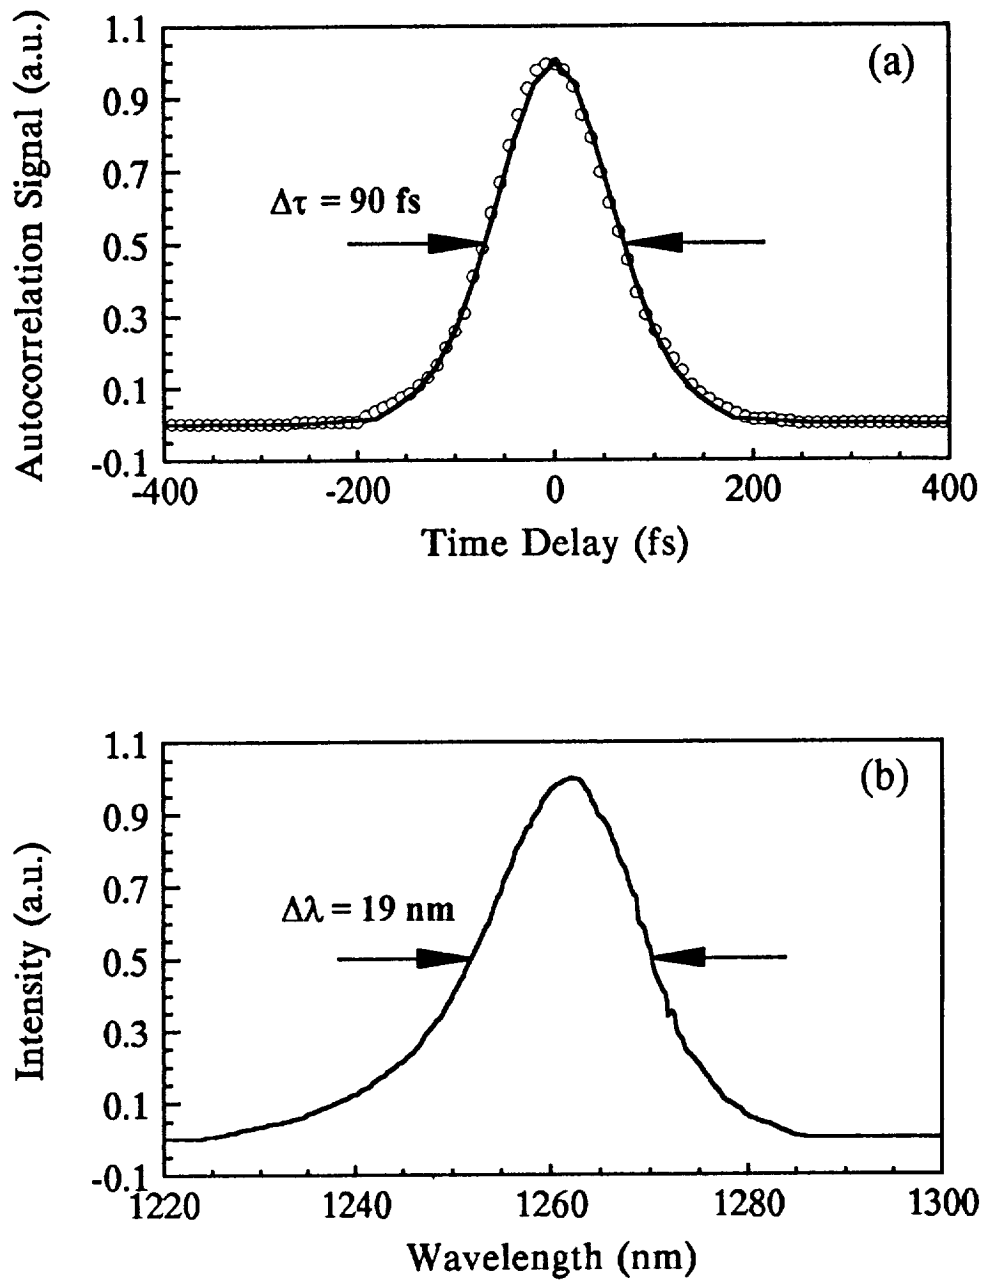 (a)
Autocorrelation Signal (a.u.)
1.1
0.9
0.7
0.5
0.3
0.1
-0.1
Δτ = 90 fs
-400 -200 0 200 400
Time Delay (fs)
(b)
Intensity (a.u.)
1.1
0.9
0.7
0.5
0.3
0.1
-0.1
Δλ = 19 nm
1220 1240 1260 1280 1300
Wavelength (nm)